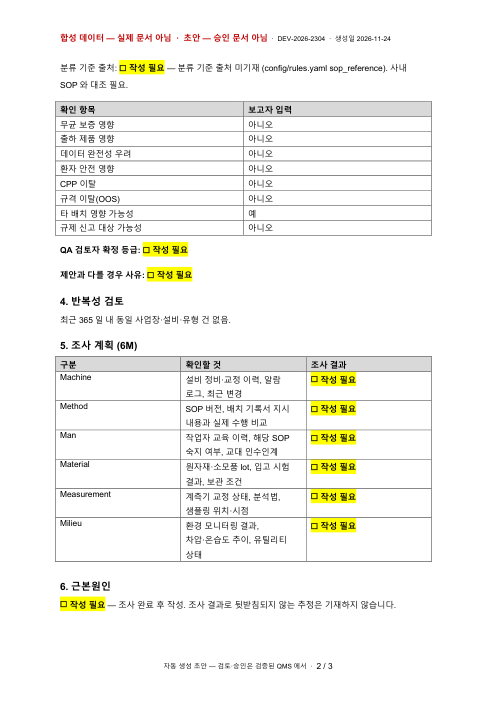 합성 데이터 — 실제 문서 아님 · 초안 — 승인 문서 아님 · DEV-2026-2304 · 생성일 2026-11-24
분류 기준 출처: ☐ 작성 필요 — 분류 기준 출처 미기재 (config/rules.yaml sop_reference). 사내
SOP 와 대조 필요.
확인 항목 보고자 입력
무균 보증 영향 아니오
출하 제품 영향 아니오
데이터 완전성 우려 아니오
환자 안전 영향 아니오
CPP 이탈 아니오
규격 이탈(OOS) 아니오
타 배치 영향 가능성 예
규제 신고 대상 가능성 아니오
QA 검토자 확정 등급: ☐ 작성 필요
제안과 다를 경우 사유: ☐ 작성 필요
4. 반복성 검토
최근 365 일 내 동일 사업장·설비·유형 건 없음.
5. 조사 계획 (6M)
구분 확인할 것 조사 결과
Machine 설비 정비·교정 이력, 알람 ☐ 작성 필요
로그, 최근 변경
Method SOP 버전, 배치 기록서 지시 ☐ 작성 필요
내용과 실제 수행 비교
Man 작업자 교육 이력, 해당 SOP ☐ 작성 필요
숙지 여부, 교대 인수인계
Material 원자재·소모품 lot, 입고 시험 ☐ 작성 필요
결과, 보관 조건
Measurement 계측기 교정 상태, 분석법, ☐ 작성 필요
샘플링 위치·시점
Milieu 환경 모니터링 결과, ☐ 작성 필요
차압·온습도 추이, 유틸리티
상태
6. 근본원인
☐ 작성 필요 — 조사 완료 후 작성. 조사 결과로 뒷받침되지 않는 추정은 기재하지 않습니다.
자동 생성 초안 — 검토·승인은 검증된 QMS 에서 · 2 / 3